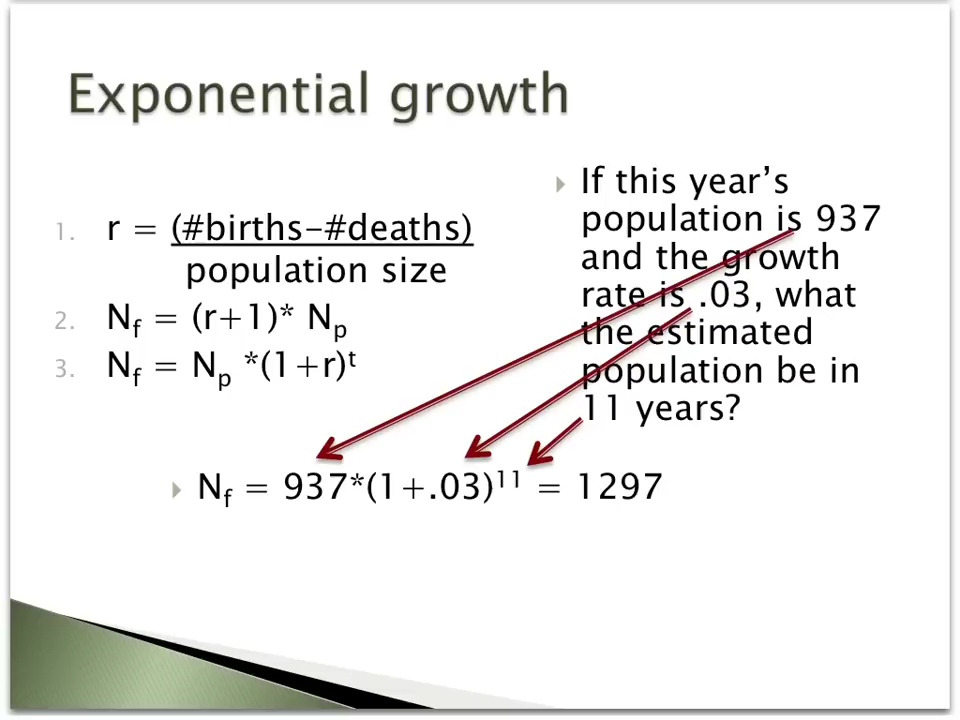 Exponential growth
1. r = (#births-#deaths)
population size
2. Nf = (r+1)* Np
3. Nf = Np *(1+r)^t
If this year's
population is 937
and the growth
rate is .03, what
the estimated
population be in
11 years?
Nf = 937*(1+.03)^11 = 1297